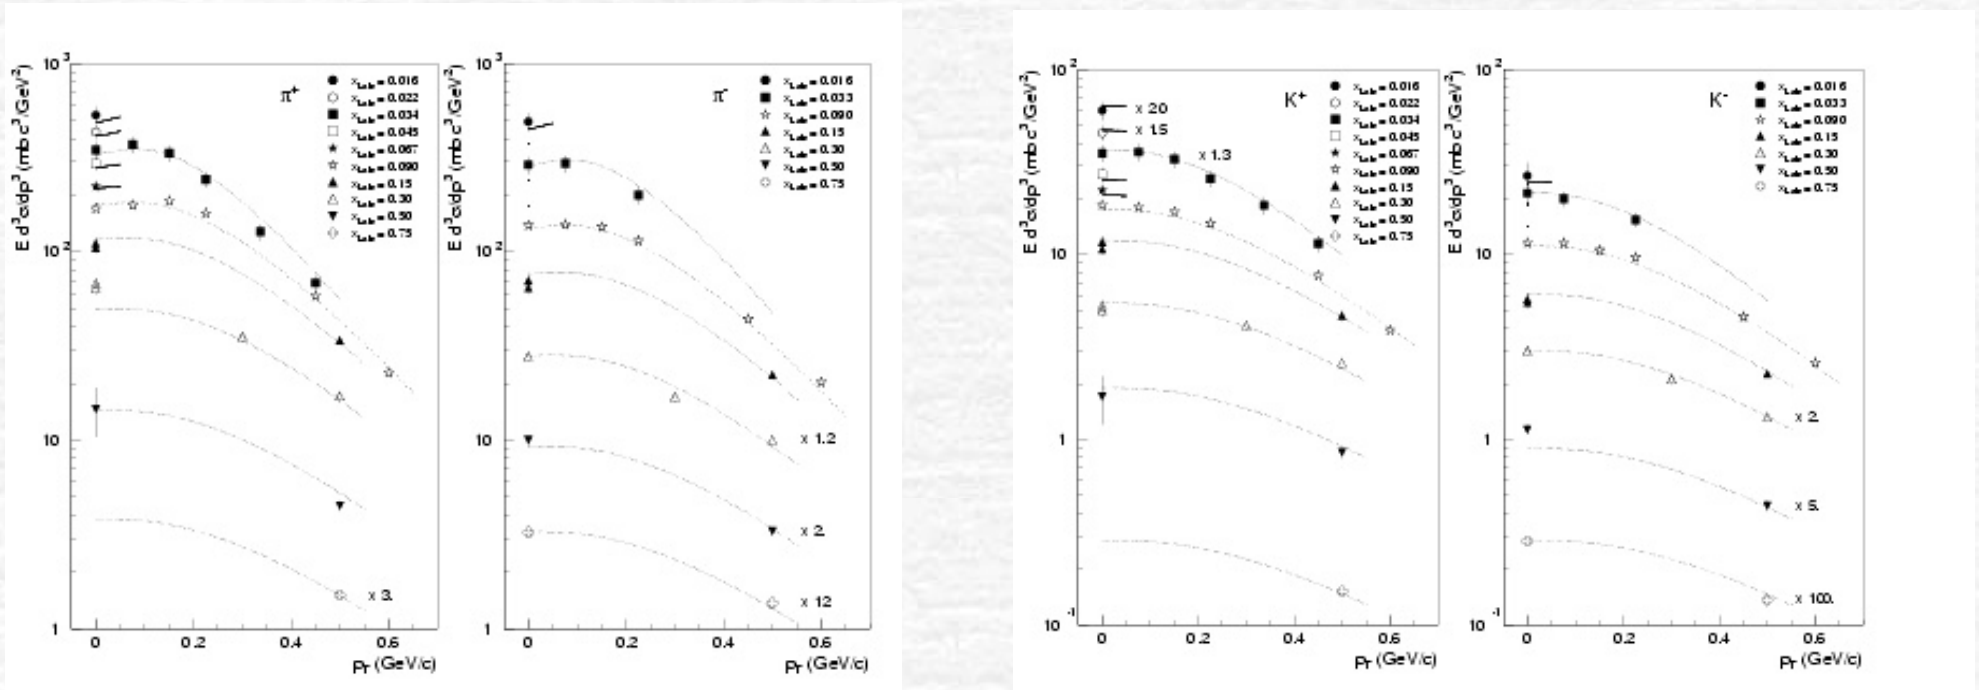 π⁺
E d³σ/dp³ (mb c³/GeV²)
10³
10²
10
1
x_Lab = 0.016
x_Lab = 0.022
x_Lab = 0.034
x_Lab = 0.045
x_Lab = 0.067
x_Lab = 0.090
x_Lab = 0.15
x_Lab = 0.30
x_Lab = 0.50
x_Lab = 0.75
x 3.
0 0.2 0.4 0.6
p_T (GeV/c)
π⁻
E d³σ/dp³ (mb c³/GeV²)
10³
10²
10
1
x_Lab = 0.016
x_Lab = 0.033
x_Lab = 0.090
x_Lab = 0.15
x_Lab = 0.30
x_Lab = 0.50
x_Lab = 0.75
x 1.2
x 2.
x 12
0 0.2 0.4 0.6
p_T (GeV/c)
K⁺
E d³σ/dp³ (mb c³/GeV²)
10²
10
1
10⁻¹
x_Lab = 0.016
x_Lab = 0.022
x_Lab = 0.034
x_Lab = 0.045
x_Lab = 0.067
x_Lab = 0.090
x_Lab = 0.15
x_Lab = 0.30
x_Lab = 0.50
x_Lab = 0.75
x 2.0
x 1.5
x 1.3
0 0.2 0.4 0.6
p_T (GeV/c)
K⁻
E d³σ/dp³ (mb c³/GeV²)
10²
10
1
10⁻¹
x_Lab = 0.016
x_Lab = 0.033
x_Lab = 0.090
x_Lab = 0.15
x_Lab = 0.30
x_Lab = 0.50
x_Lab = 0.75
x 2.
x 5.
x 100.
0 0.2 0.4 0.6
p_T (GeV/c)